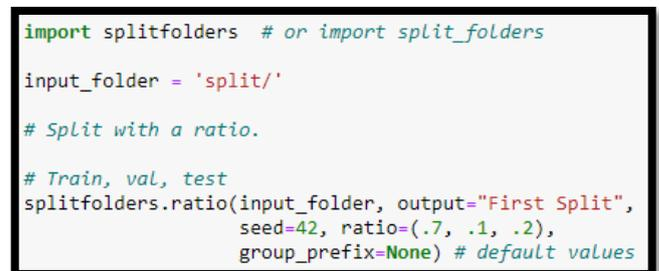 import splitfolders  # or import split_folders
input_folder = 'split/'
# Split with a ratio.
# Train, val, test
splitfolders.ratio(input_folder, output="First Split",
                   seed=42, ratio=(.7, .1, .2),
                   group_prefix=None) # default values